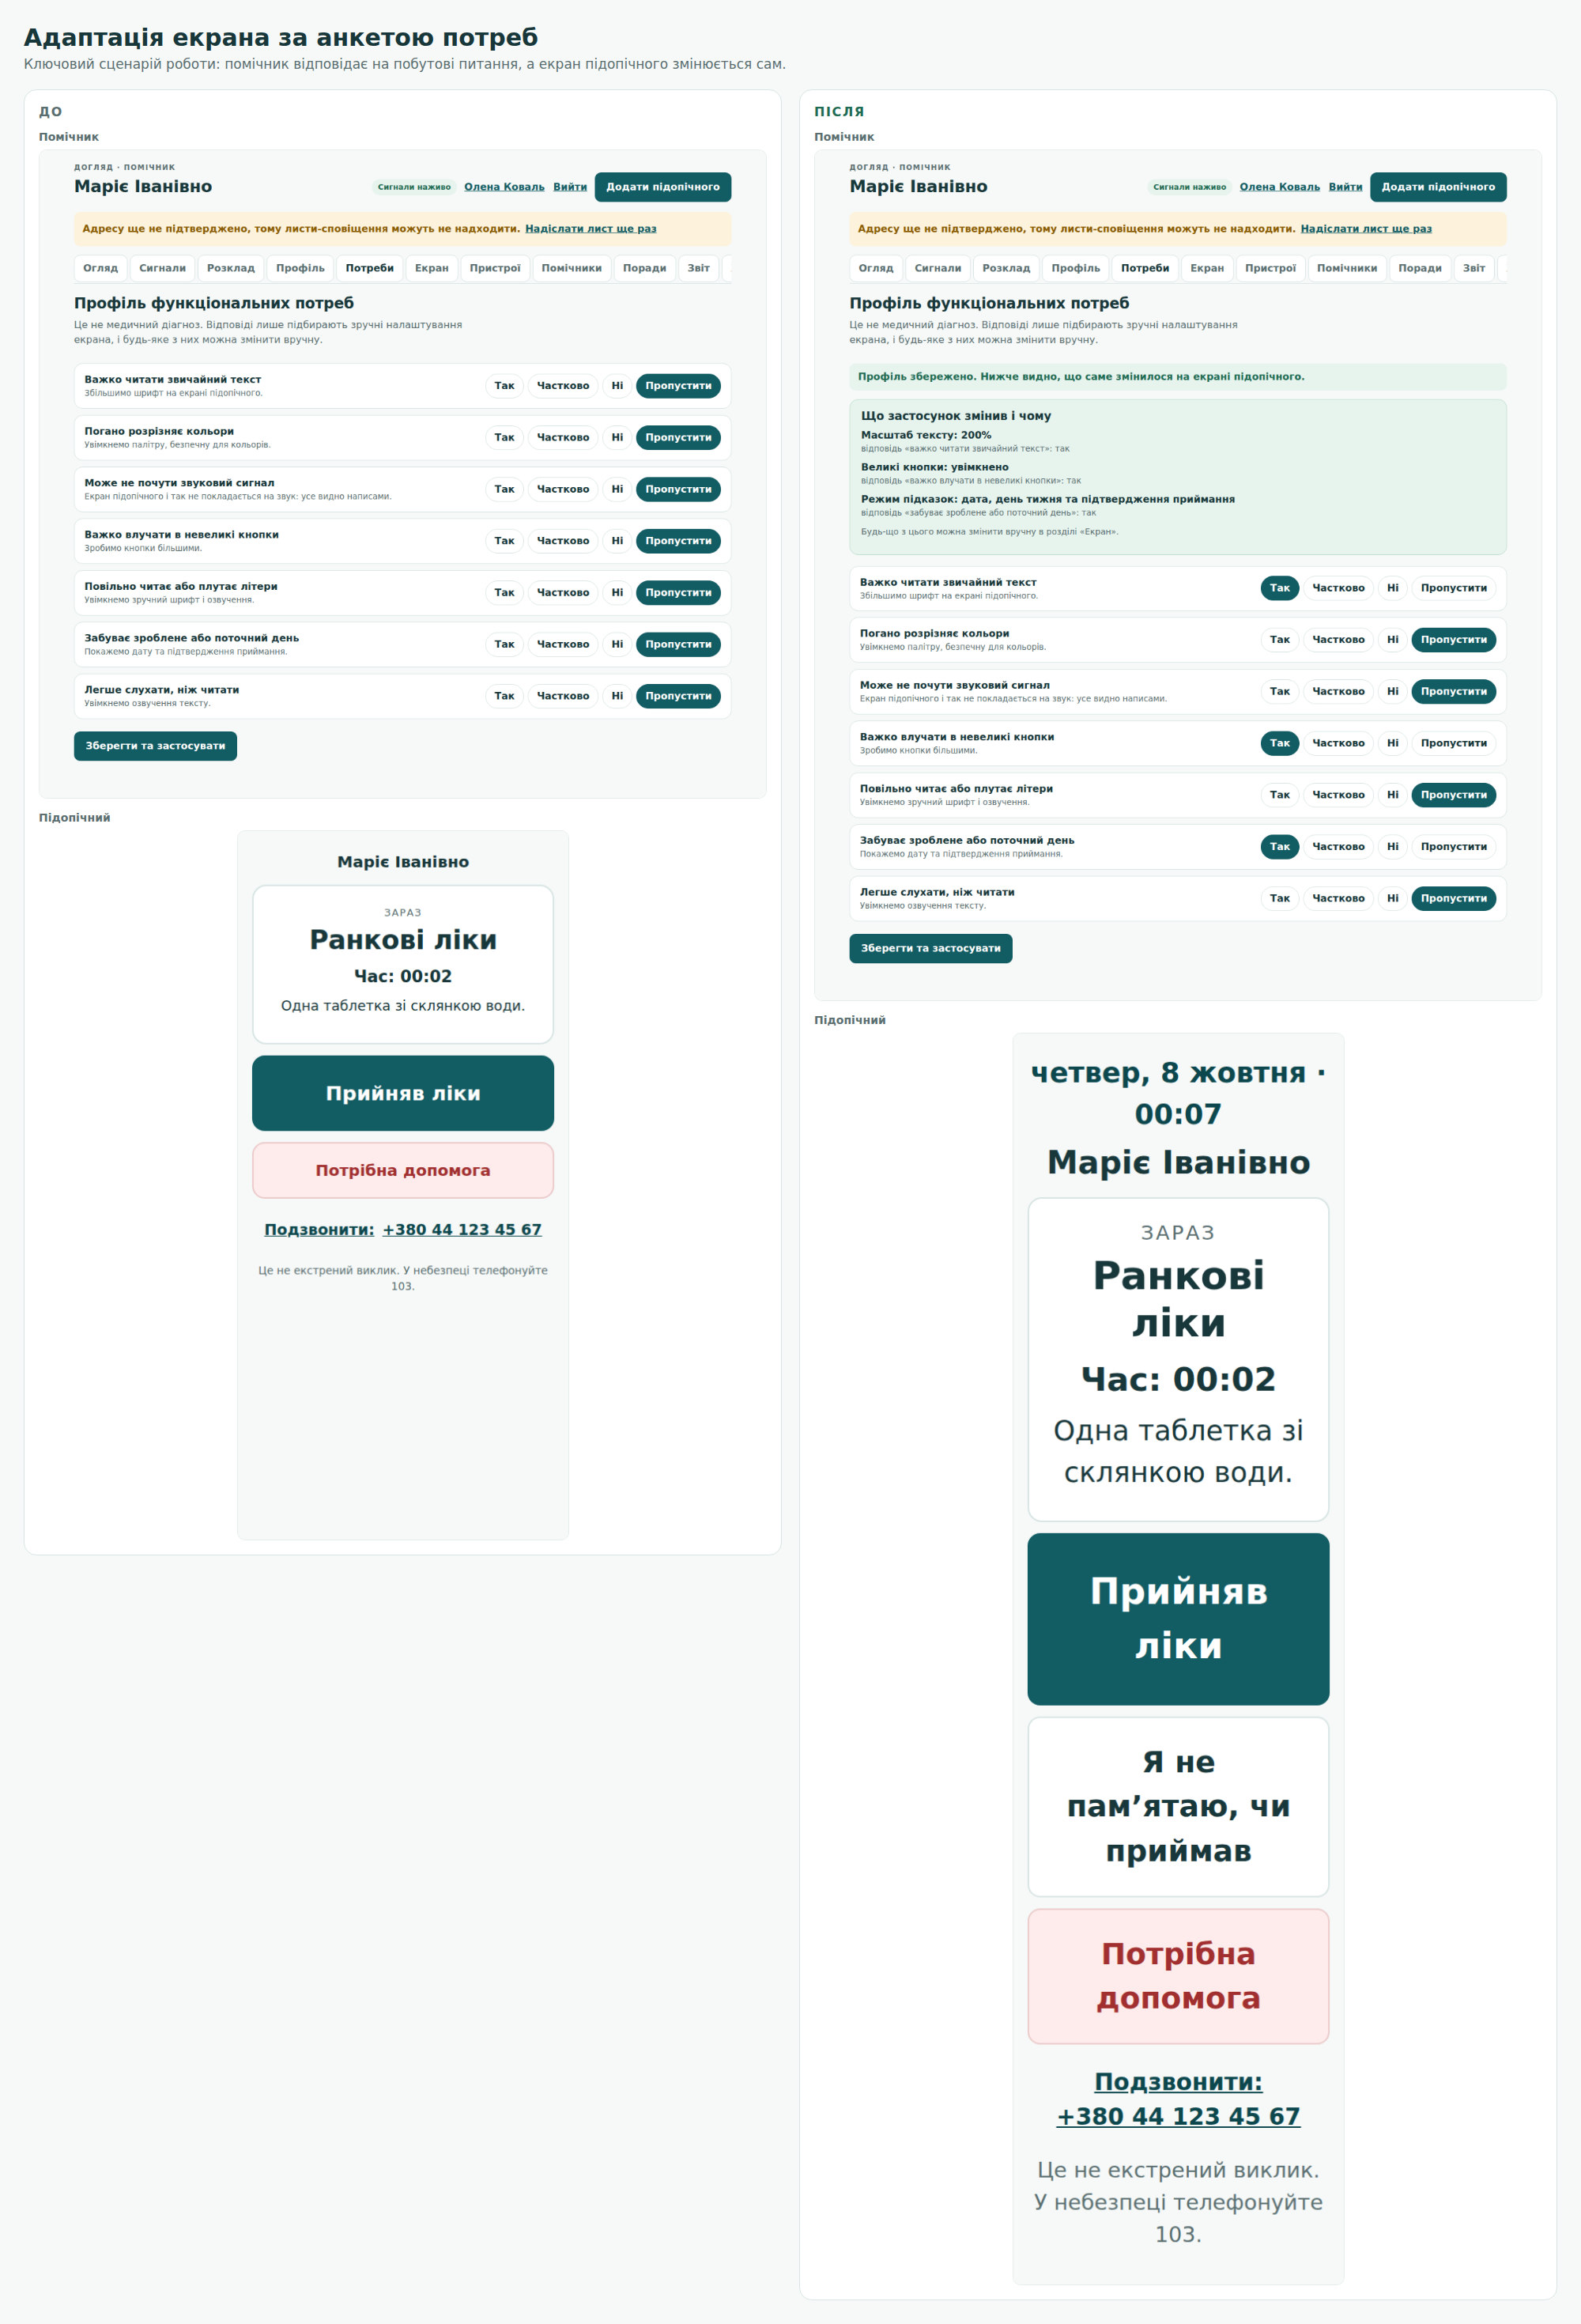 Адаптація екрана за анкетою потреб
Ключовий сценарій роботи: помічник відповідає на побутові питання, а екран підопічного змінюється сам.
ДО
Помічник
ДОГЛЯД · ПОМІЧНИК
Маріє Іванівно
Сигнали наживо Олена Коваль Вийти Додати підопічного
Адресу ще не підтверджено, тому листи-сповіщення можуть не надходити. Надіслати лист ще раз
Огляд Сигнали Розклад Профіль Потреби Екран Пристрої Помічники Поради Звіт
Профіль функціональних потреб
Це не медичний діагноз. Відповіді лише підбирають зручні налаштування
екрана, і будь-яке з них можна змінити вручну.
Важко читати звичайний текст
Збільшимо шрифт на екрані підопічного.
Так Частково Ні Пропустити
Погано розрізняє кольори
Увімкнемо палітру, безпечну для кольорів.
Так Частково Ні Пропустити
Може не почути звуковий сигнал
Екран підопічного і так не покладається на звук: усе видно написами.
Так Частково Ні Пропустити
Важко влучати в невеликі кнопки
Зробимо кнопки більшими.
Так Частково Ні Пропустити
Повільно читає або плутає літери
Увімкнемо зручний шрифт і озвучення.
Так Частково Ні Пропустити
Забуває зроблене або поточний день
Покажемо дату та підтвердження приймання.
Так Частково Ні Пропустити
Легше слухати, ніж читати
Увімкнемо озвучення тексту.
Так Частково Ні Пропустити
Зберегти та застосувати
Підопічний
Маріє Іванівно
ЗАРАЗ
Ранкові ліки
Час: 00:02
Одна таблетка зі склянкою води.
Прийняв ліки
Потрібна допомога
Подзвонити: +380 44 123 45 67
Це не екстрений виклик. У небезпеці телефонуйте
103.
ПІСЛЯ
Помічник
ДОГЛЯД · ПОМІЧНИК
Маріє Іванівно
Сигнали наживо Олена Коваль Вийти Додати підопічного
Адресу ще не підтверджено, тому листи-сповіщення можуть не надходити. Надіслати лист ще раз
Огляд Сигнали Розклад Профіль Потреби Екран Пристрої Помічники Поради Звіт
Профіль функціональних потреб
Це не медичний діагноз. Відповіді лише підбирають зручні налаштування
екрана, і будь-яке з них можна змінити вручну.
Профіль збережено. Нижче видно, що саме змінилося на екрані підопічного.
Що застосунок змінив і чому
Масштаб тексту: 200%
відповідь «важко читати звичайний текст»: так
Великі кнопки: увімкнено
відповідь «важко влучати в невеликі кнопки»: так
Режим підказок: дата, день тижня та підтвердження приймання
відповідь «забуває зроблене або поточний день»: так
Будь-що з цього можна змінити вручну в розділі «Екран».
Важко читати звичайний текст
Збільшимо шрифт на екрані підопічного.
Так Частково Ні Пропустити
Погано розрізняє кольори
Увімкнемо палітру, безпечну для кольорів.
Так Частково Ні Пропустити
Може не почути звуковий сигнал
Екран підопічного і так не покладається на звук: усе видно написами.
Так Частково Ні Пропустити
Важко влучати в невеликі кнопки
Зробимо кнопки більшими.
Так Частково Ні Пропустити
Повільно читає або плутає літери
Увімкнемо зручний шрифт і озвучення.
Так Частково Ні Пропустити
Забуває зроблене або поточний день
Покажемо дату та підтвердження приймання.
Так Частково Ні Пропустити
Легше слухати, ніж читати
Увімкнемо озвучення тексту.
Так Частково Ні Пропустити
Зберегти та застосувати
Підопічний
четвер, 8 жовтня ·
00:07
Маріє Іванівно
ЗАРАЗ
Ранкові
ліки
Час: 00:02
Одна таблетка зі
склянкою води.
Прийняв
ліки
Я не
пам’ятаю, чи
приймав
Потрібна
допомога
Подзвонити:
+380 44 123 45 67
Це не екстрений виклик.
У небезпеці телефонуйте
103.